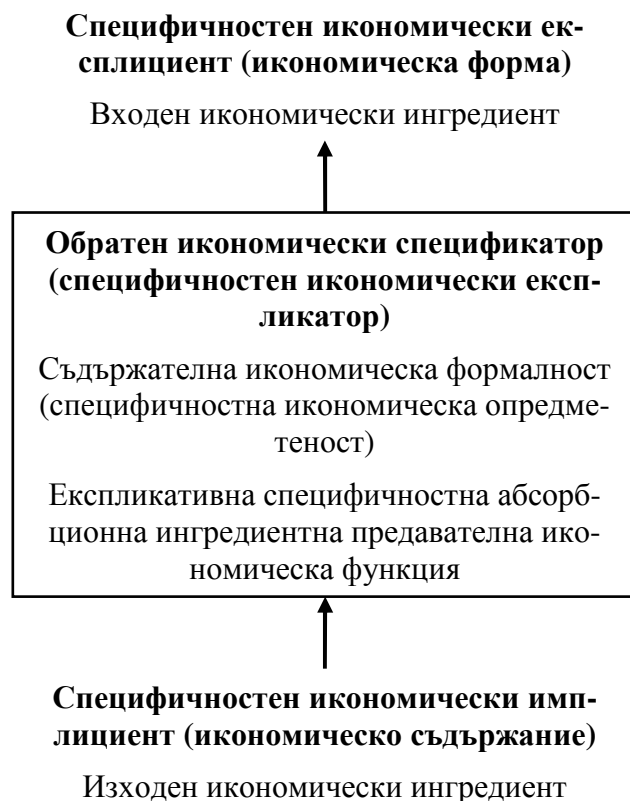 Специфичностен икономически ек-
сплициент (икономическа форма)
Входен икономически ингредиент
Обратен икономически спецификатор
(специфичностен икономически експ-
ликатор)
Съдържателна икономическа формалност
(специфичностна икономическа опредме-
теност)
Експликативна специфичностна абсорб-
ционна ингредиентна предавателна ико-
номическа функция
Специфичностен икономически имп-
лициент (икономическо съдържание)
Изходен икономически ингредиент